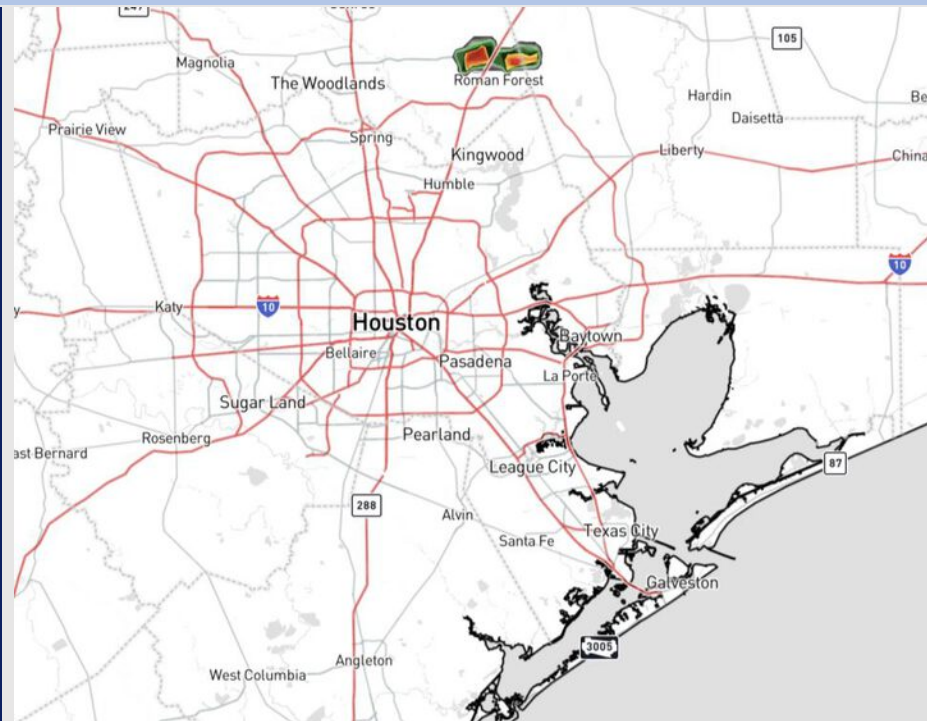 105
Magnolia
The Woodlands
Roman Forest
Hardin
Daisetta
Prairie View
Spring
Kingwood
Liberty
China
Humble
10
Katy
10
Houston
Baytown
Bellaire
Pasadena
La Porte
Sugar Land
Rosenberg
Pearland
ast Bernard
League City
87
288
Alvin
Texas City
Santa Fe
Galveston
3005
Angleton
West Columbia